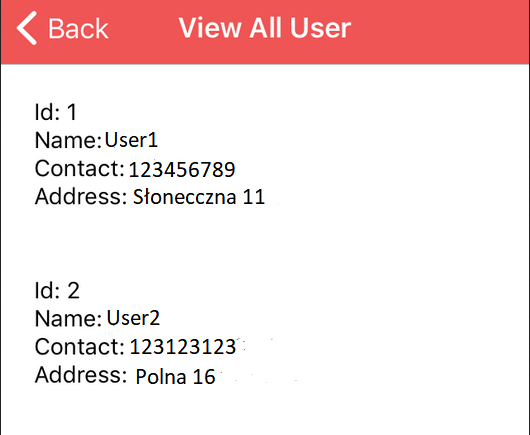 Back
View All User
Id: 1
Name: User1
Contact: 123456789
Address: Słonecczna 11
Id: 2
Name: User2
Contact: 123123123
Address: Polna 16